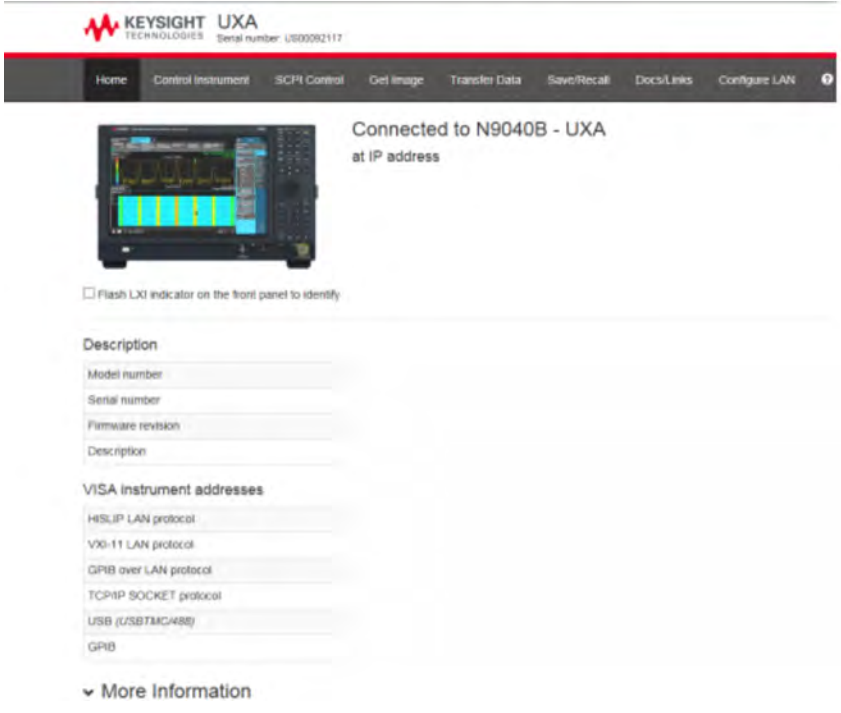 KEYSIGHT
TECHNOLOGIES
UXA
Serial number: US00092117
Home Control Instrument SCPI Control Get Image Transfer Data Save/Recall Docs/Links Configure LAN ?
Connected to N9040B - UXA
at IP address
Flash LXI indicator on the front panel to identify
Description
Model number
Serial number
Firmware revision
Description
VISA instrument addresses
HISLIP LAN protocol
VXI-11 LAN protocol
GPIB over LAN protocol
TCP/IP SOCKET protocol
USB (USBTMC/488)
GPIB
More Information